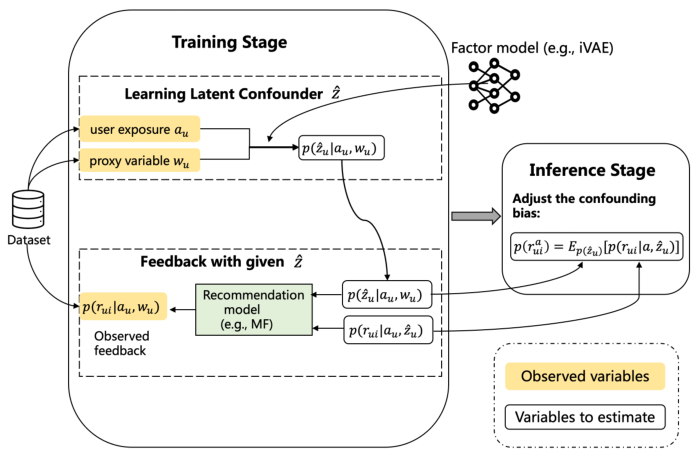 Training Stage
Factor model (e.g., iVAE)
Learning Latent Confounder ẑ
user exposure a_u
proxy variable w_u
p(ẑ_u|a_u, w_u)
Dataset
Inference Stage
Adjust the confounding
bias:
p(r_ui^a) = E_p(ẑ_u)[p(r_ui|a, ẑ_u)]
Feedback with given ẑ
p(r_ui|a_u, w_u)
Observed
feedback
Recommendation
model
(e.g., MF)
p(ẑ_u|a_u, w_u)
p(r_ui|a_u, ẑ_u)
Observed variables
Variables to estimate